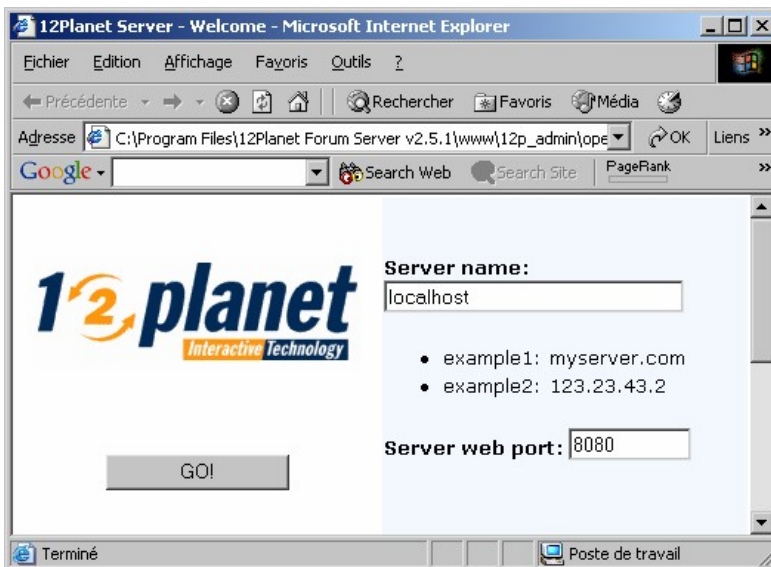 12Planet Server - Welcome - Microsoft Internet Explorer
Fichier Edition Affichage Favoris Outils ?
Précédente Rechercher Favoris Média
Adresse C:\Program Files\12Planet Forum Server v2.5.1\www\12p_admin\ope OK Liens »
Google Search Web Search Site PageRank »
12 planet
Interactive Technology
GO!
Server name:
localhost
• example1: myserver.com
• example2: 123.23.43.2
Server web port: 8080
Terminé Poste de travail